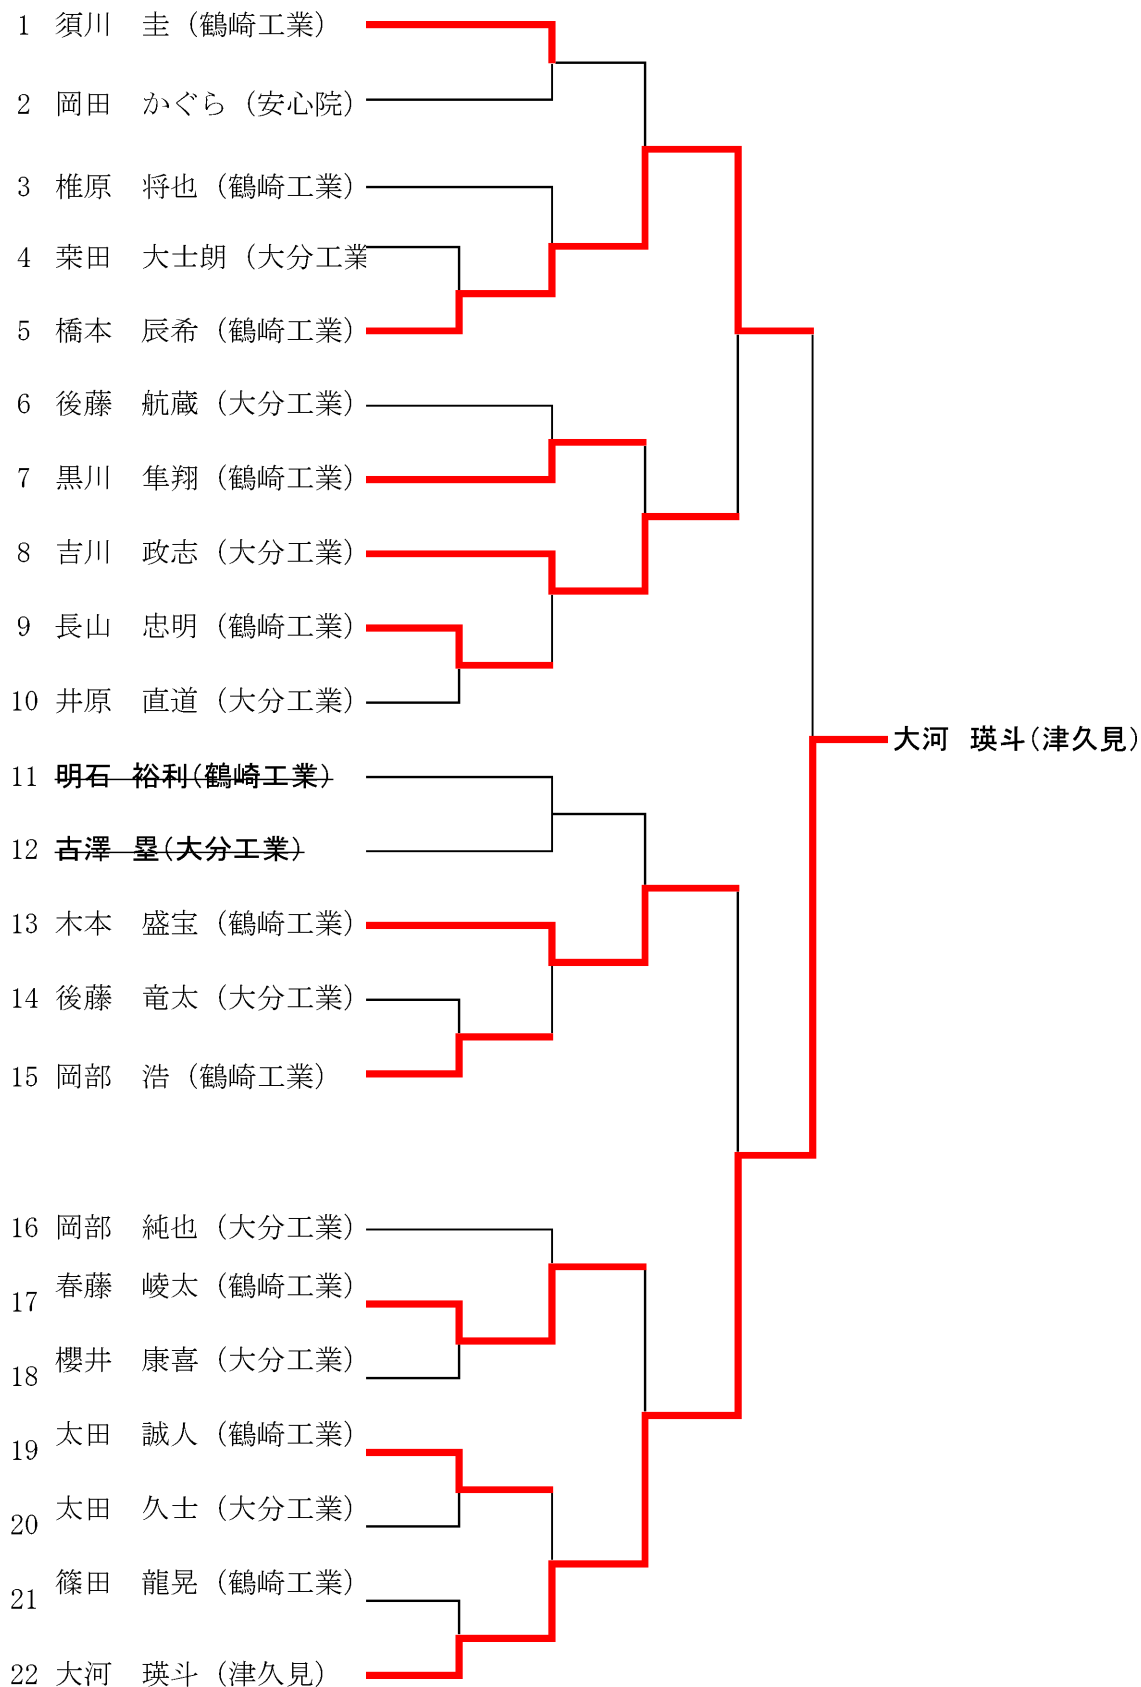 1 須川　圭（鶴崎工業）
2 岡田　かぐら（安心院）
3 椎原　将也（鶴崎工業）
4 桒田　大士朗（大分工業
5 橋本　辰希（鶴崎工業）
6 後藤　航蔵（大分工業）
7 黒川　隼翔（鶴崎工業）
8 吉川　政志（大分工業）
9 長山　忠明（鶴崎工業）
10 井原　直道（大分工業）
大河　瑛斗(津久見)
11 明石　裕利(鶴崎工業)
12 古澤　塁(大分工業)
13 木本　盛宝（鶴崎工業）
14 後藤　竜太（大分工業）
15 岡部　浩（鶴崎工業）
16 岡部　純也（大分工業）
17 春藤　崚太（鶴崎工業）
18 櫻井　康喜（大分工業）
19 太田　誠人（鶴崎工業）
20 太田　久士（大分工業）
21 篠田　龍晃（鶴崎工業）
22 大河　瑛斗（津久見）